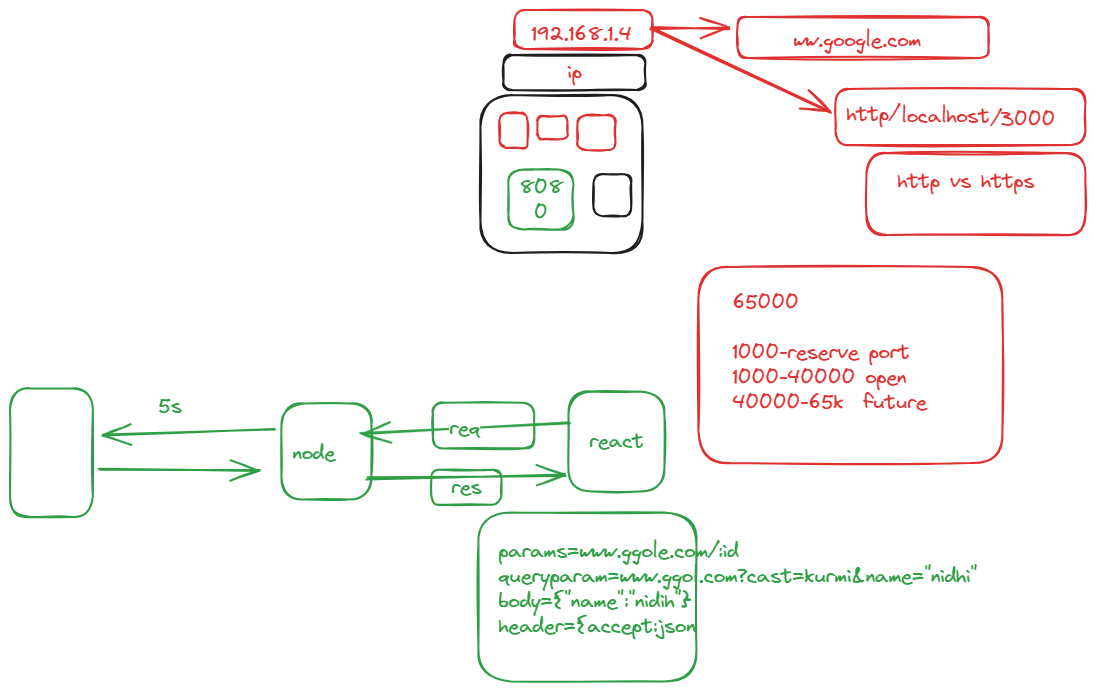 192.168.1.4
ww.google.com
ip
http/localhost/3000
808
0
http vs https
65000
1000-reserve port
1000-40000 open
40000-65k future
5s
node
req
react
res
params=www.ggole.com/:id
queryparam=www.ggol.com?cast=kurmi&name="nidhi"
body={"name":"nidih"}
header={accept:json